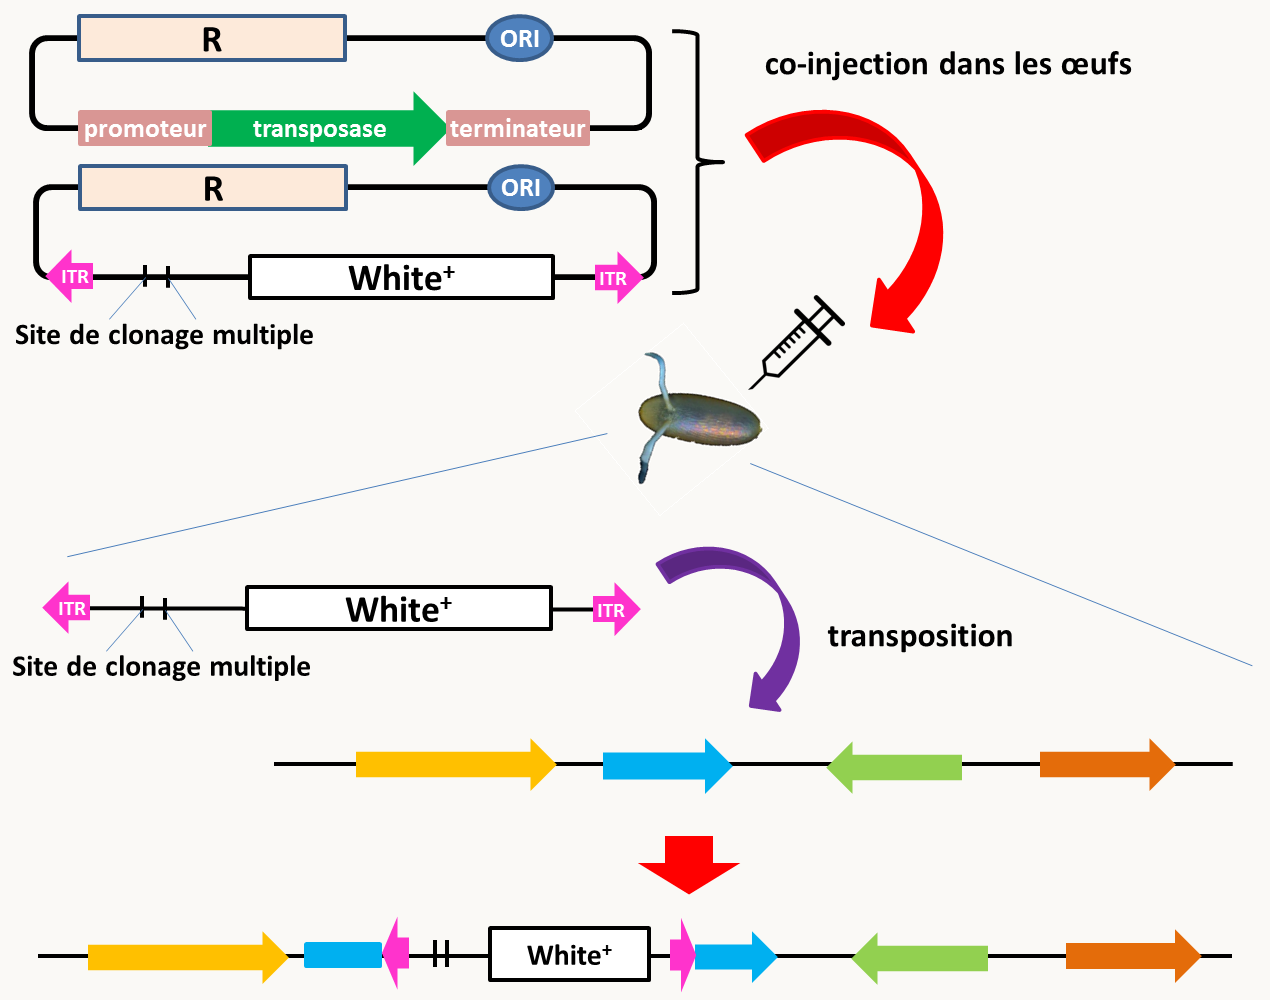 R
ORI
co-injection dans les œufs
promoteur
transposase
terminateur
R
ORI
ITR
White+
ITR
Site de clonage multiple
ITR
White+
ITR
Site de clonage multiple
transposition
White+